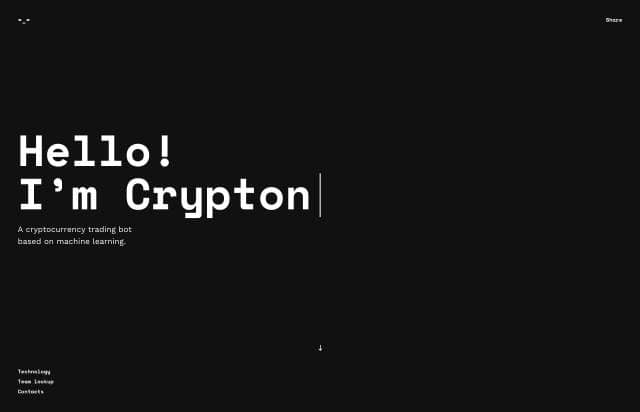 -_-
Share
Hello!
I’m Crypton
A cryptocurrency trading bot
based on machine learning.
↓
Technology
Team lookup
Contacts